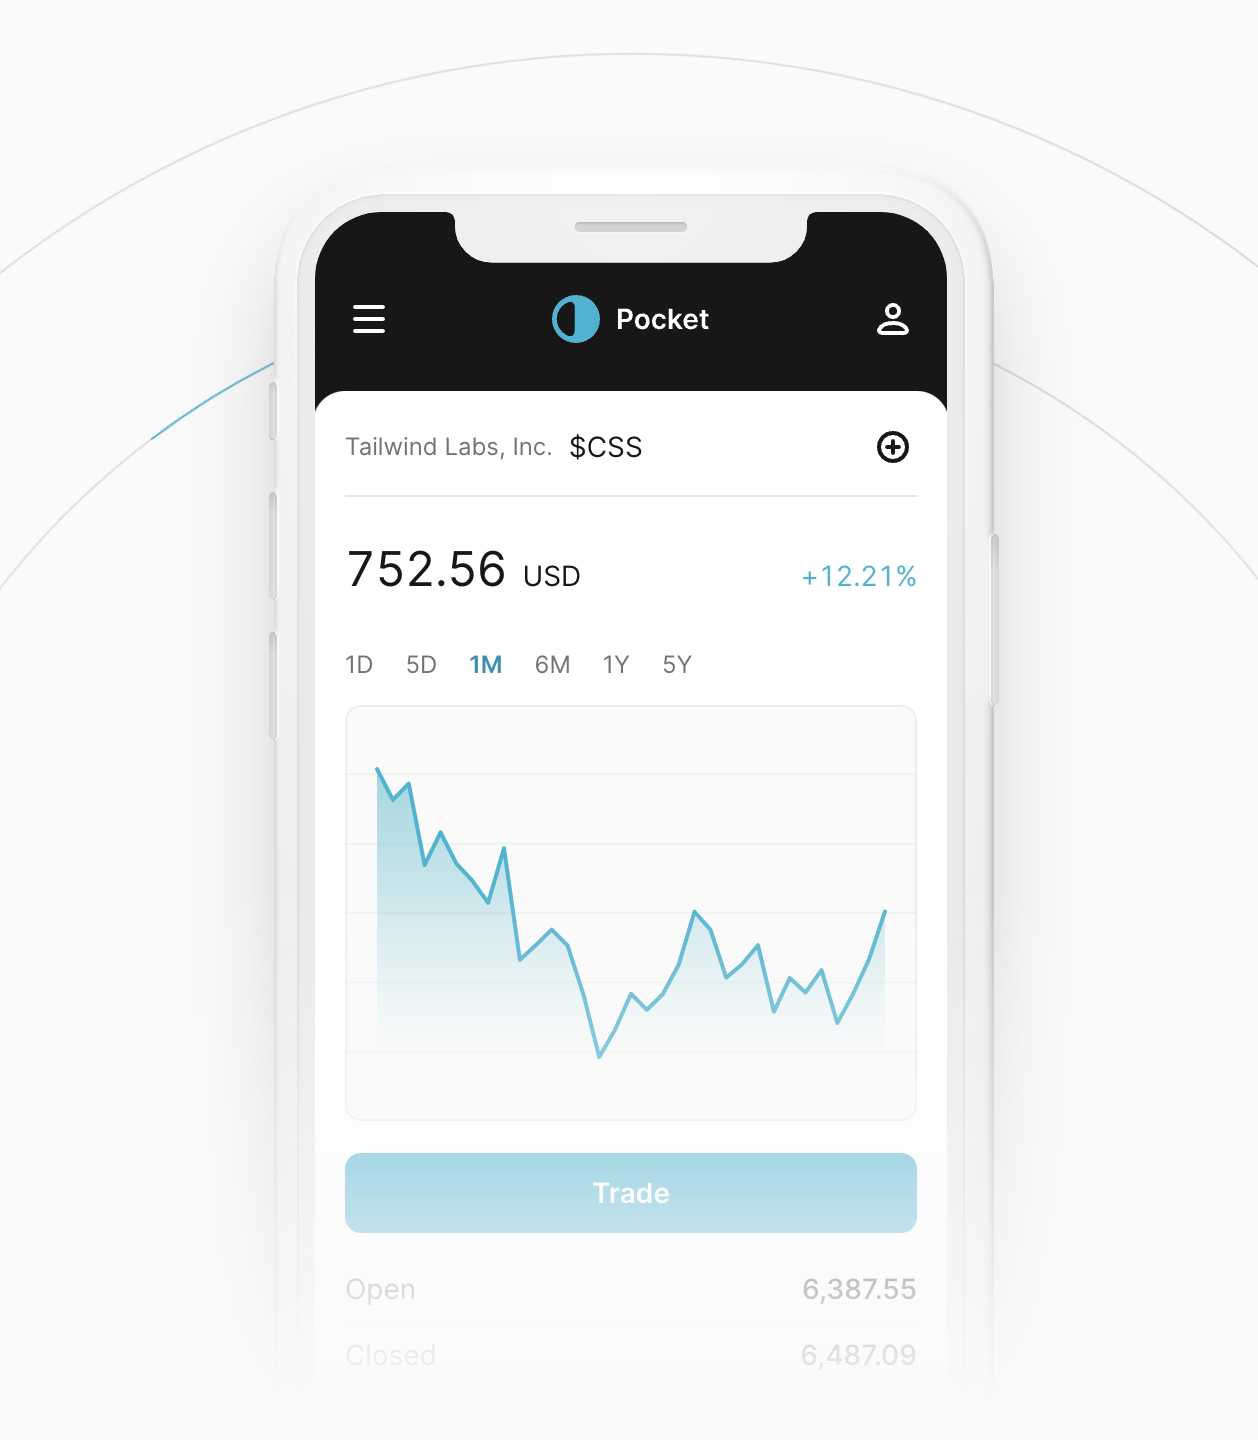 Pocket
Tailwind Labs, Inc. $CSS
752.56 USD +12.21%
1D 5D 1M 6M 1Y 5Y
Trade
Open 6,387.55
Closed 6,487.09